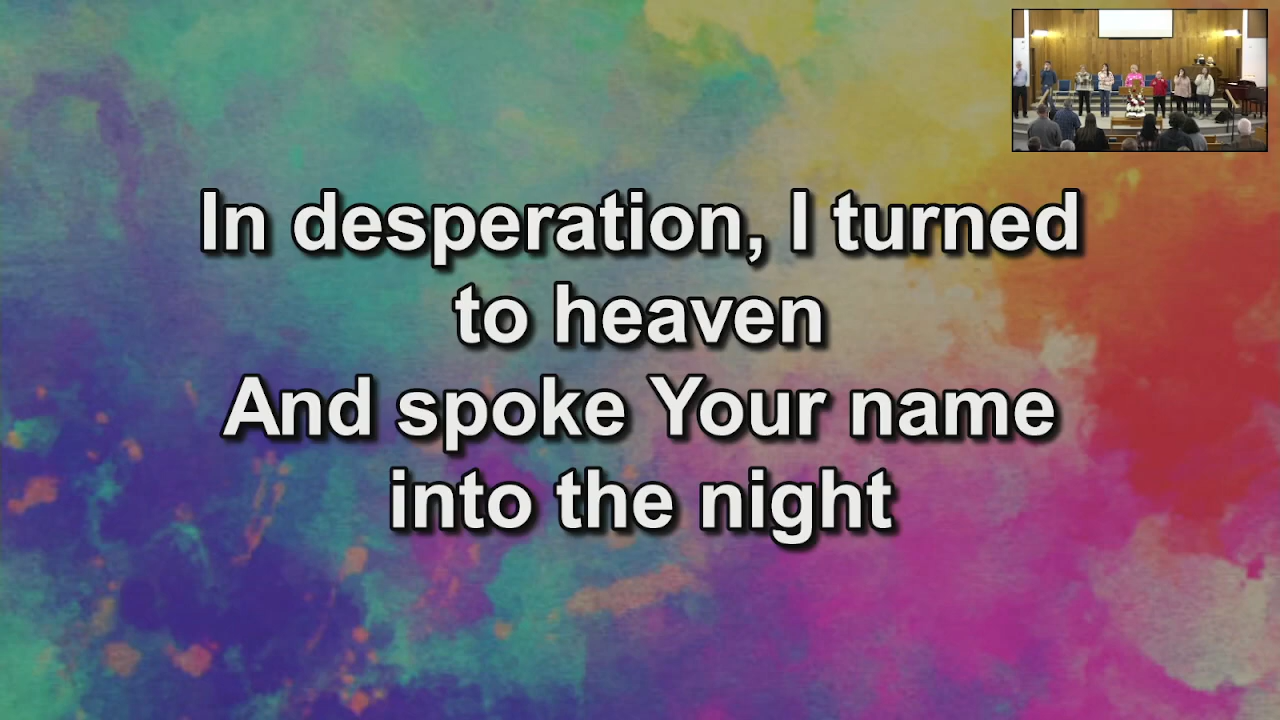 In desperation, I turned
to heaven
And spoke Your name
into the night